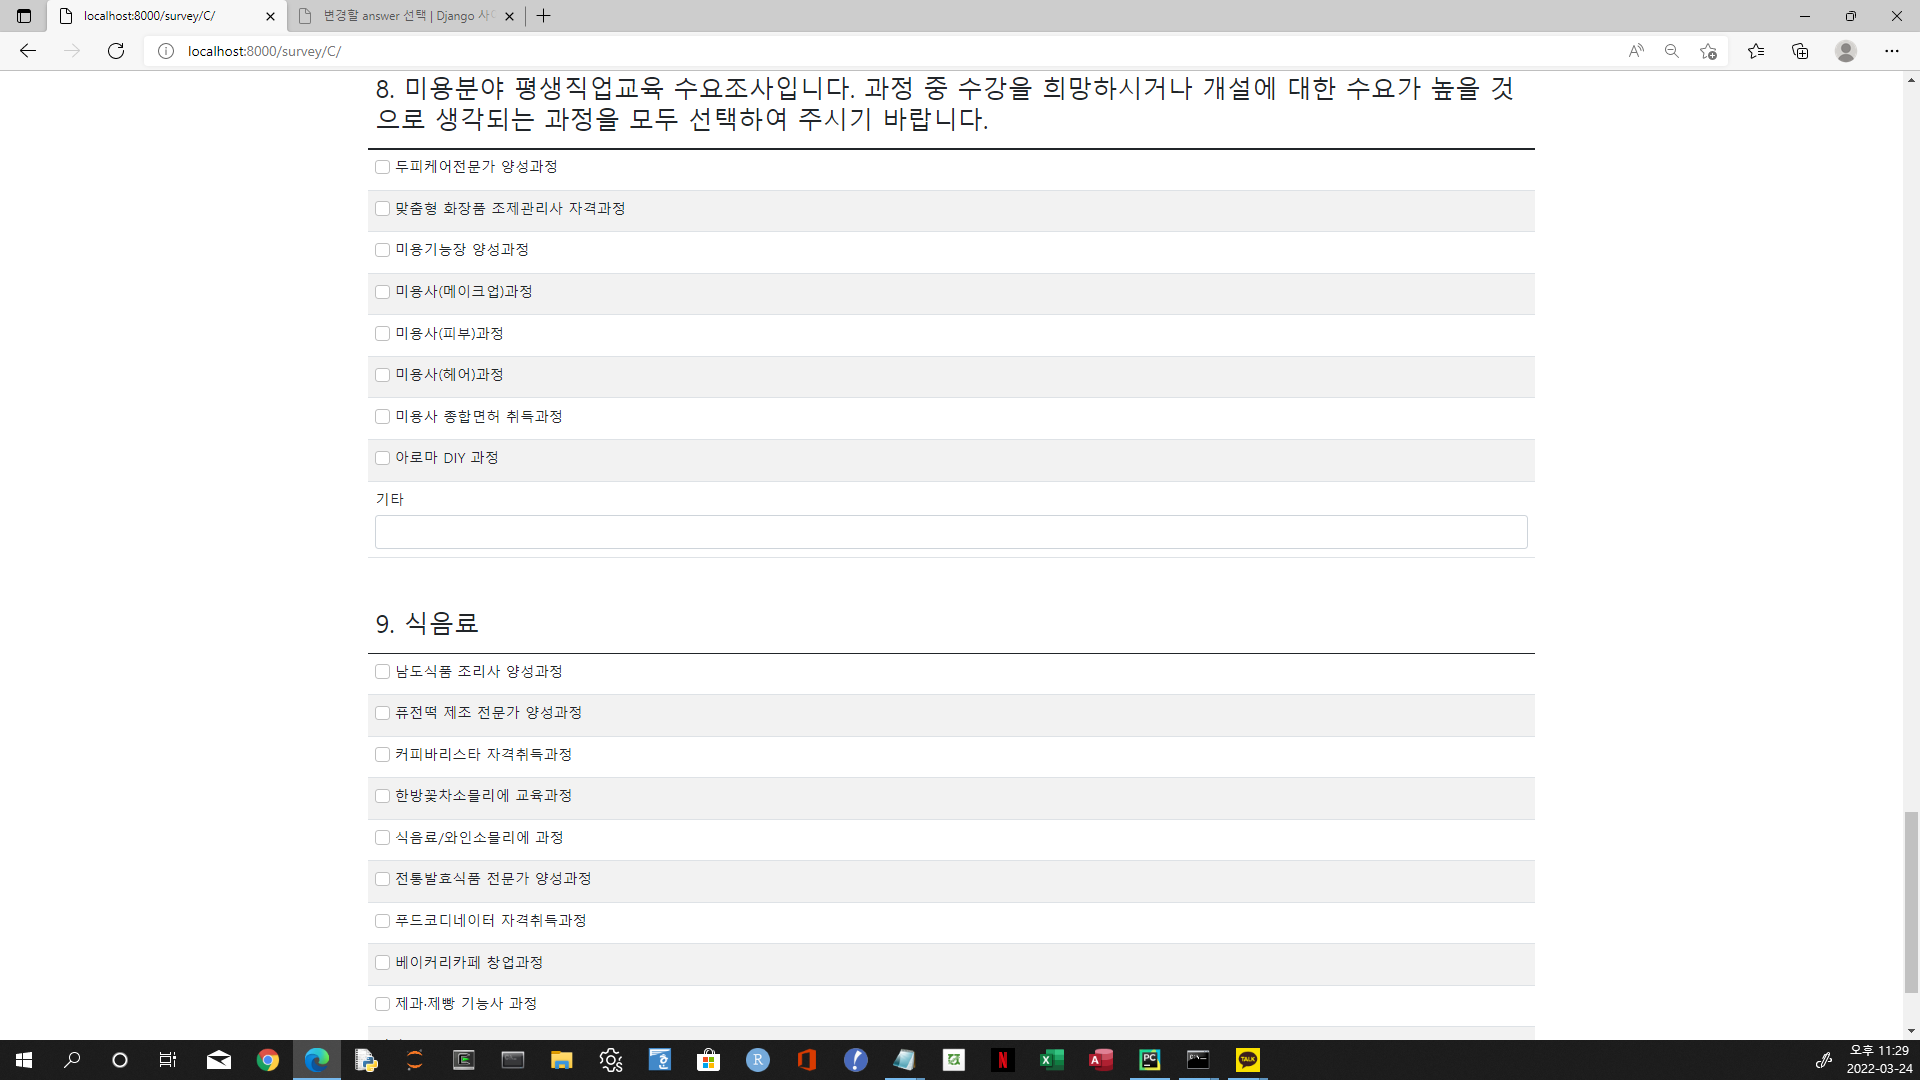 localhost:8000/survey/C/
변경할 answer 선택 | Django 사
localhost:8000/survey/C/
8. 미용분야 평생직업교육 수요조사입니다. 과정 중 수강을 희망하시거나 개설에 대한 수요가 높을 것
으로 생각되는 과정을 모두 선택하여 주시기 바랍니다.
두피케어전문가 양성과정
맞춤형 화장품 조제관리사 자격과정
미용기능장 양성과정
미용사(메이크업)과정
미용사(피부)과정
미용사(헤어)과정
미용사 종합면허 취득과정
아로마 DIY 과정
기타
9. 식음료
남도식품 조리사 양성과정
퓨전떡 제조 전문가 양성과정
커피바리스타 자격취득과정
한방꽃차소믈리에 교육과정
식음료/와인소믈리에 과정
전통발효식품 전문가 양성과정
푸드코디네이터 자격취득과정
베이커리카페 창업과정
제과·제빵 기능사 과정
오후 11:29
2022-03-24